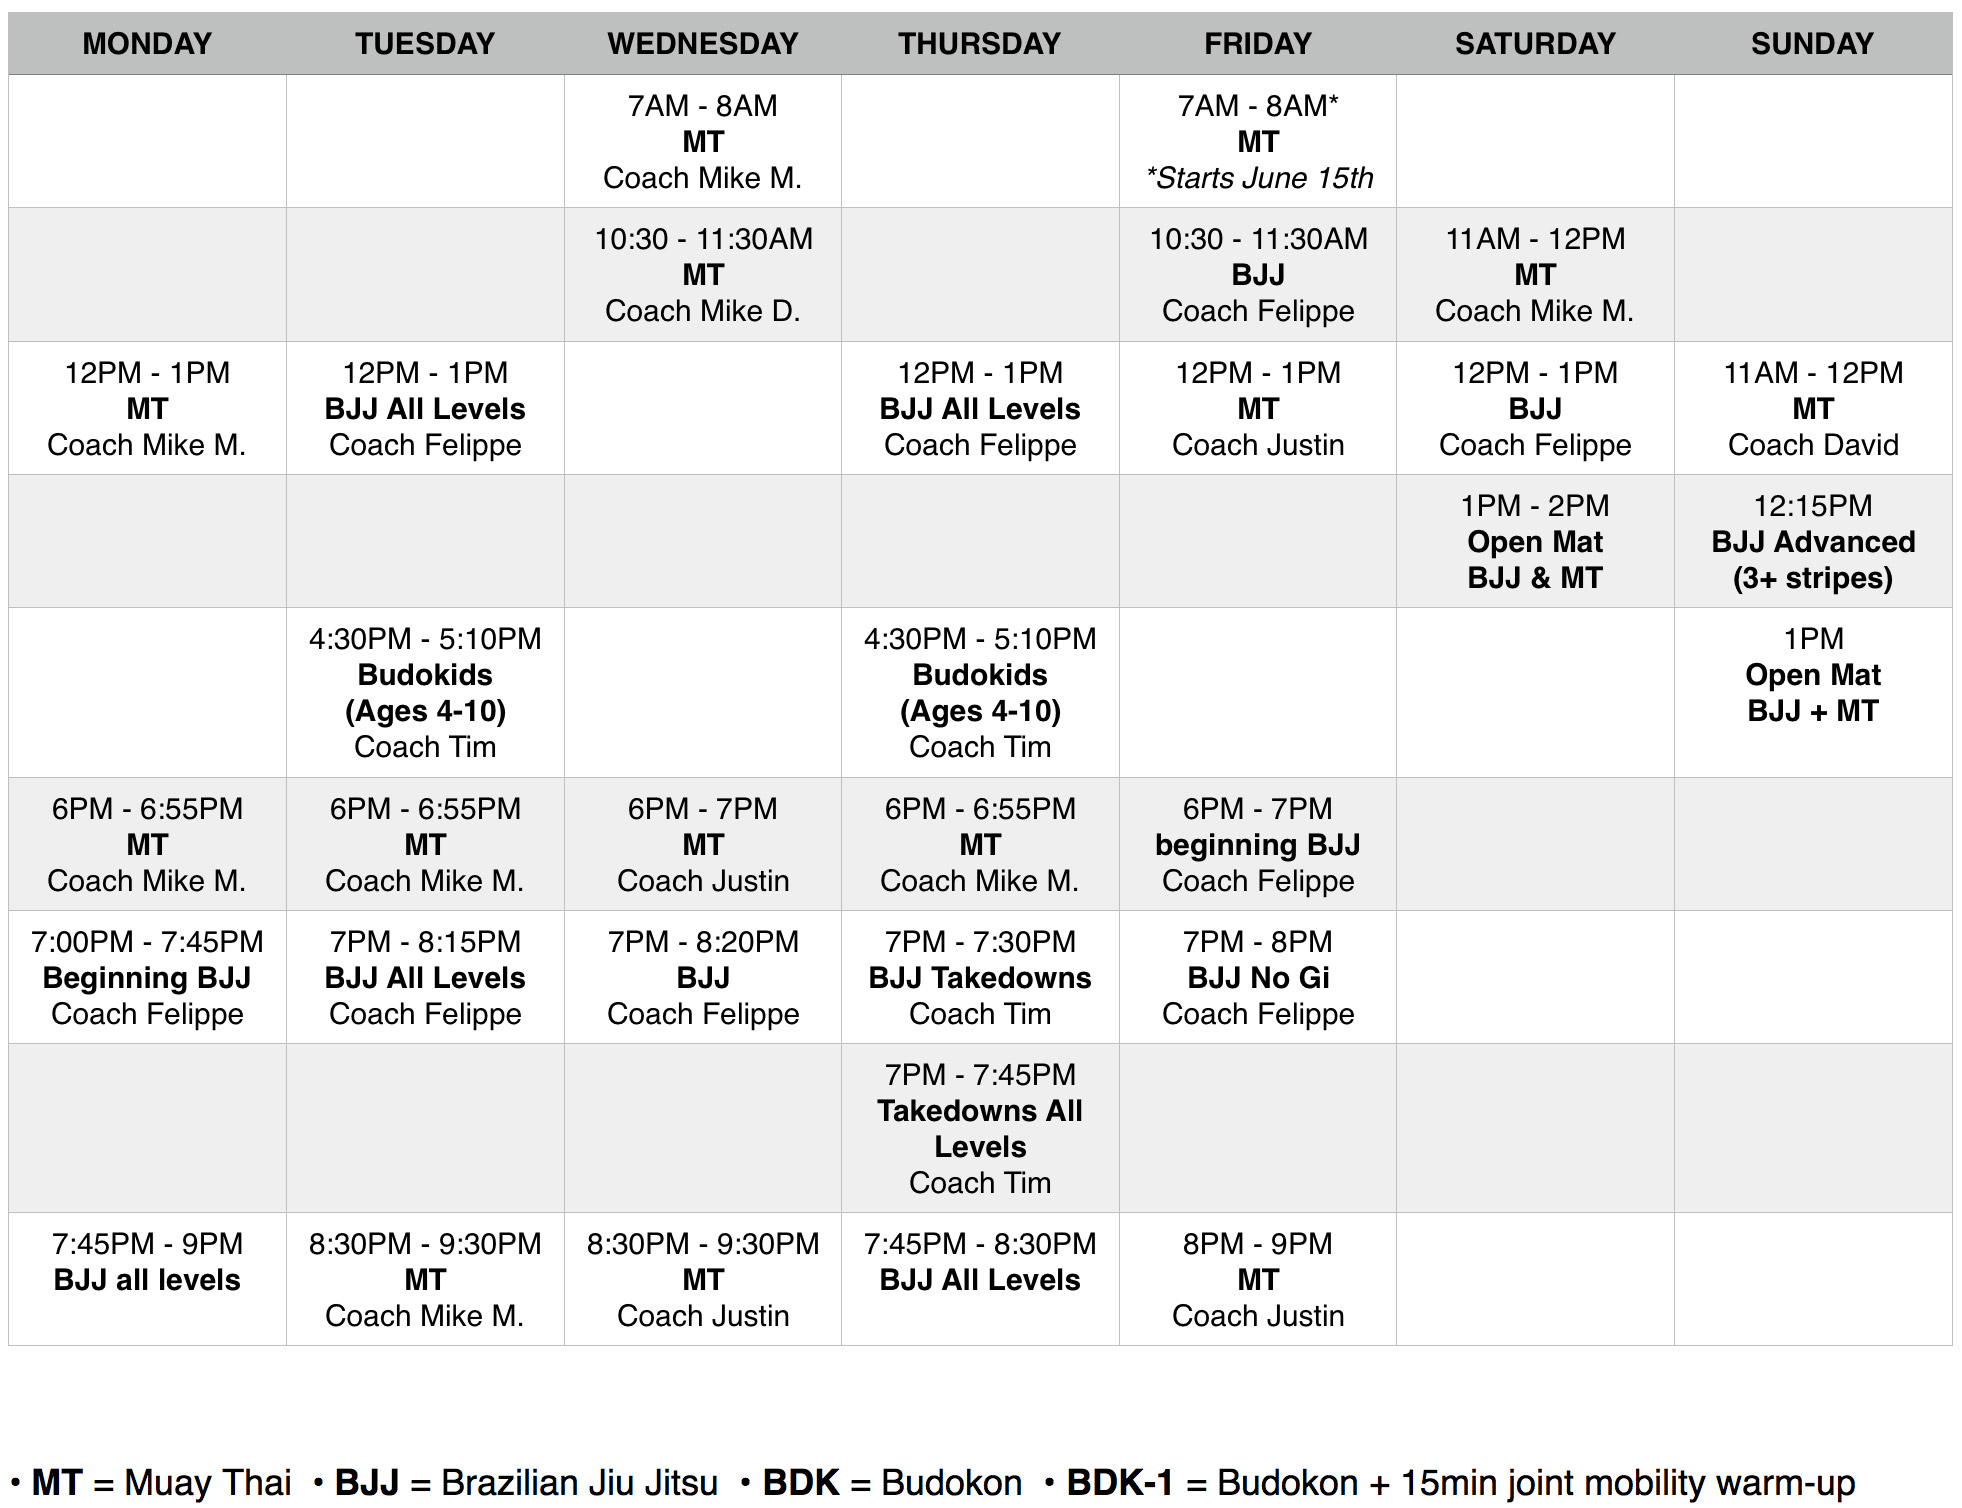 MONDAY TUESDAY WEDNESDAY THURSDAY FRIDAY SATURDAY SUNDAY
7AM - 8AM
MT
Coach Mike M.
7AM - 8AM*
MT
*Starts June 15th
10:30 - 11:30AM
MT
Coach Mike D.
10:30 - 11:30AM
BJJ
Coach Felippe
11AM - 12PM
MT
Coach Mike M.
12PM - 1PM
MT
Coach Mike M.
12PM - 1PM
BJJ All Levels
Coach Felippe
12PM - 1PM
BJJ All Levels
Coach Felippe
12PM - 1PM
MT
Coach Justin
12PM - 1PM
BJJ
Coach Felippe
11AM - 12PM
MT
Coach David
1PM - 2PM
Open Mat
BJJ & MT
12:15PM
BJJ Advanced
(3+ stripes)
4:30PM - 5:10PM
Budokids
(Ages 4-10)
Coach Tim
4:30PM - 5:10PM
Budokids
(Ages 4-10)
Coach Tim
1PM
Open Mat
BJJ + MT
6PM - 6:55PM
MT
Coach Mike M.
6PM - 6:55PM
MT
Coach Mike M.
6PM - 7PM
MT
Coach Justin
6PM - 6:55PM
MT
Coach Mike M.
6PM - 7PM
beginning BJJ
Coach Felippe
7:00PM - 7:45PM
Beginning BJJ
Coach Felippe
7PM - 8:15PM
BJJ All Levels
Coach Felippe
7PM - 8:20PM
BJJ
Coach Felippe
7PM - 7:30PM
BJJ Takedowns
Coach Tim
7PM - 8PM
BJJ No Gi
Coach Felippe
7PM - 7:45PM
Takedowns All
Levels
Coach Tim
7:45PM - 9PM
BJJ all levels
8:30PM - 9:30PM
MT
Coach Mike M.
8:30PM - 9:30PM
MT
Coach Justin
7:45PM - 8:30PM
BJJ All Levels
8PM - 9PM
MT
Coach Justin
• MT = Muay Thai • BJJ = Brazilian Jiu Jitsu • BDK = Budokon • BDK-1 = Budokon + 15min joint mobility warm-up